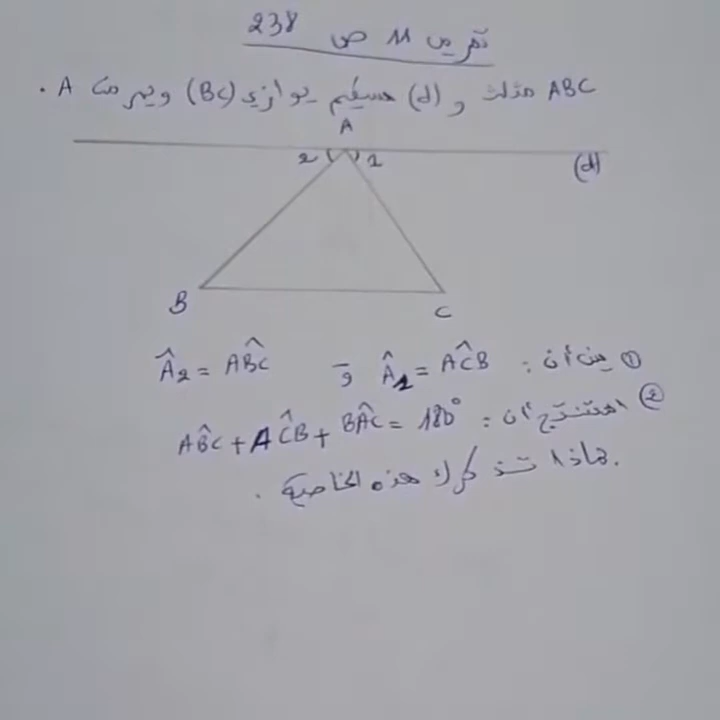 تمرين 11 ص 238
ABC مثلث و (d) مستقيم يوازي (BC) ويمر من A .
A
2 1
(d)
B
C
① بين أن : Â₁ = AĈB و Â₂ = AB̂C
② استنتج أن : AB̂C + AĈB + BÂC = 180°
ماذا تذكرك هذه الخاصية .